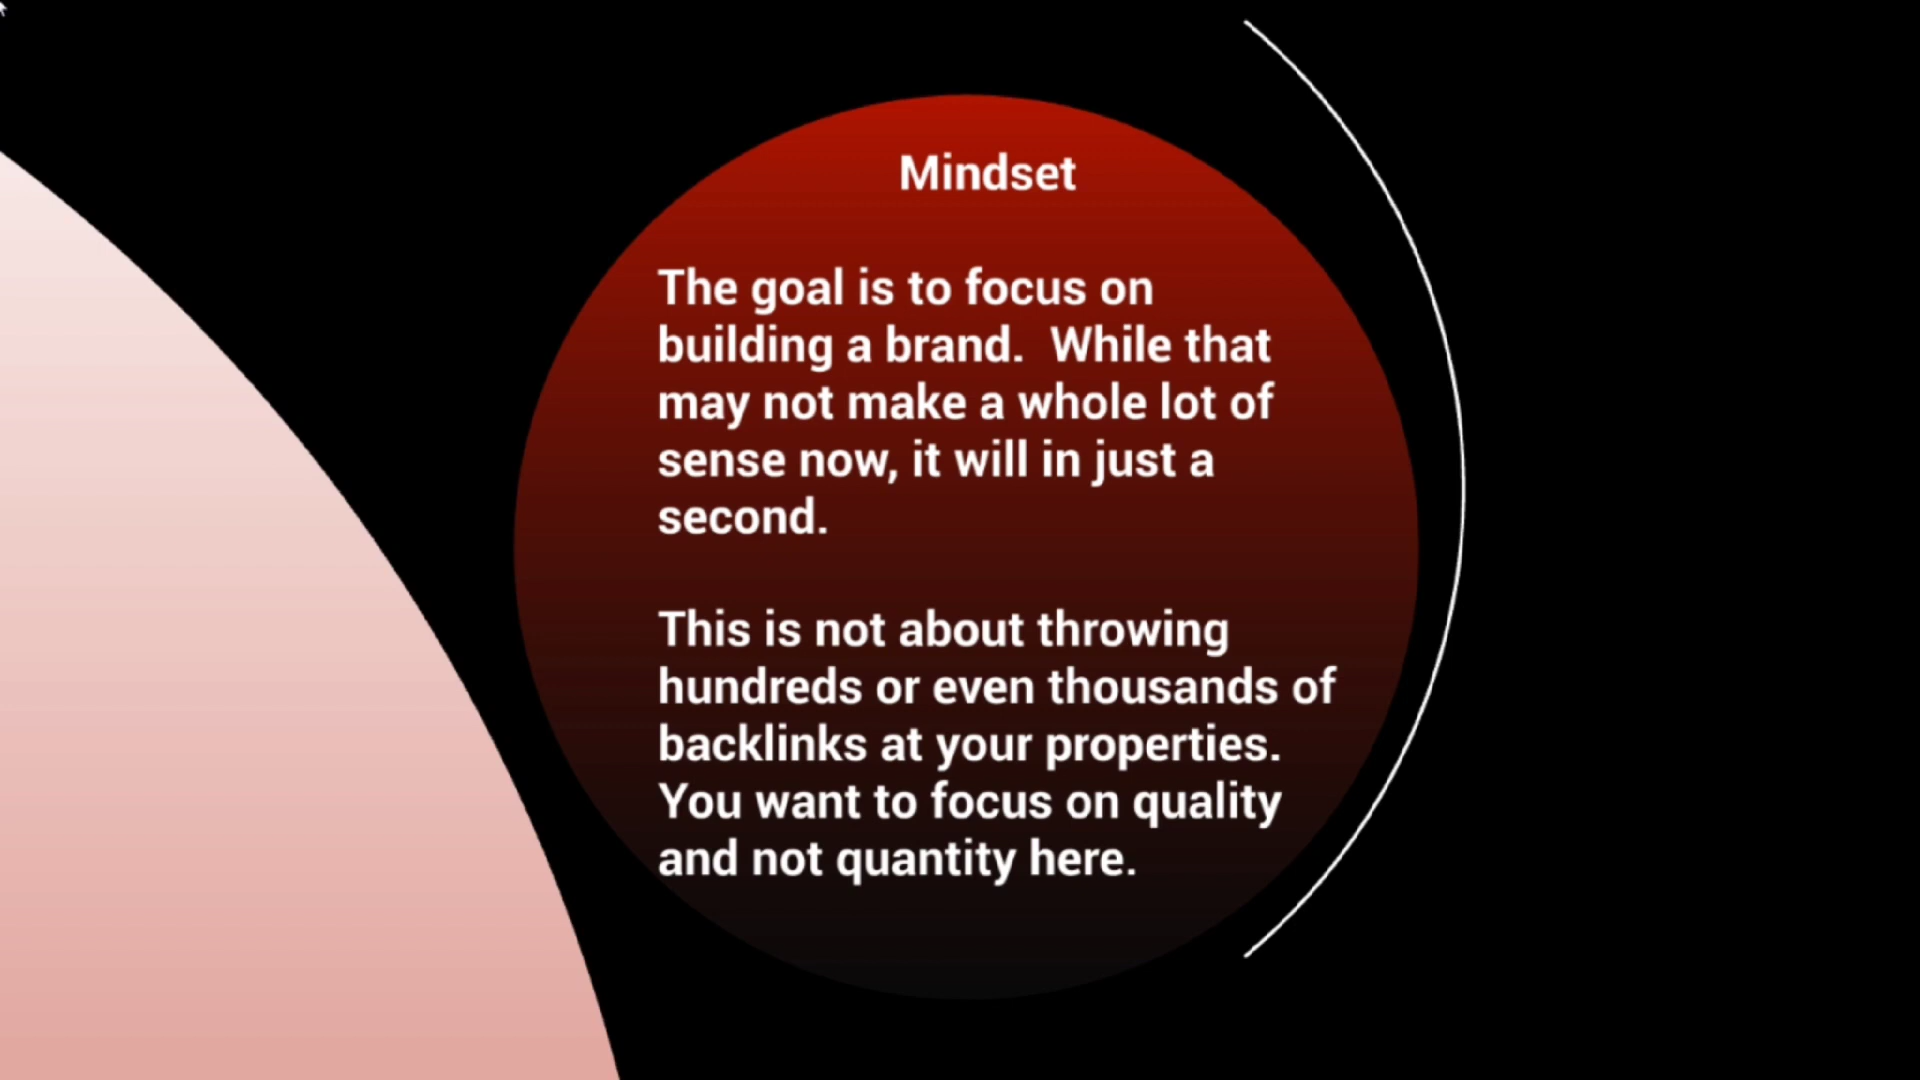 Mindset
The goal is to focus on
building a brand.  While that
may not make a whole lot of
sense now, it will in just a
second.
This is not about throwing
hundreds or even thousands of
backlinks at your properties.
You want to focus on quality
and not quantity here.